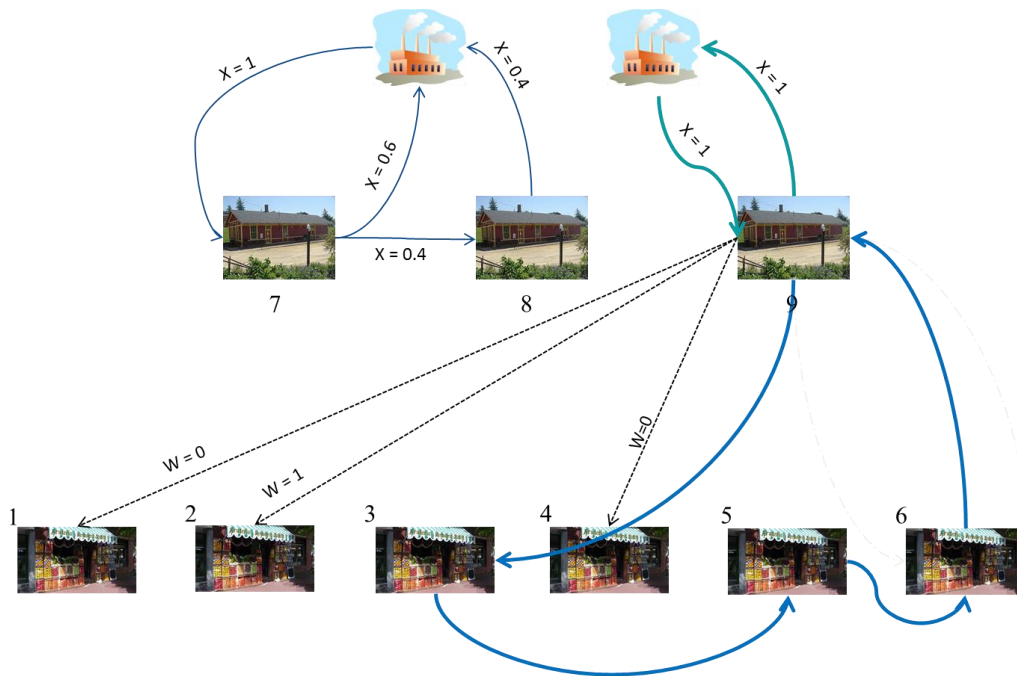 X = 1
X = 0.4
X = 1
X = 0.6
X = 1
X = 0.4
7
8
9
W = 0
W = 1
W=0
1
2
3
4
5
6